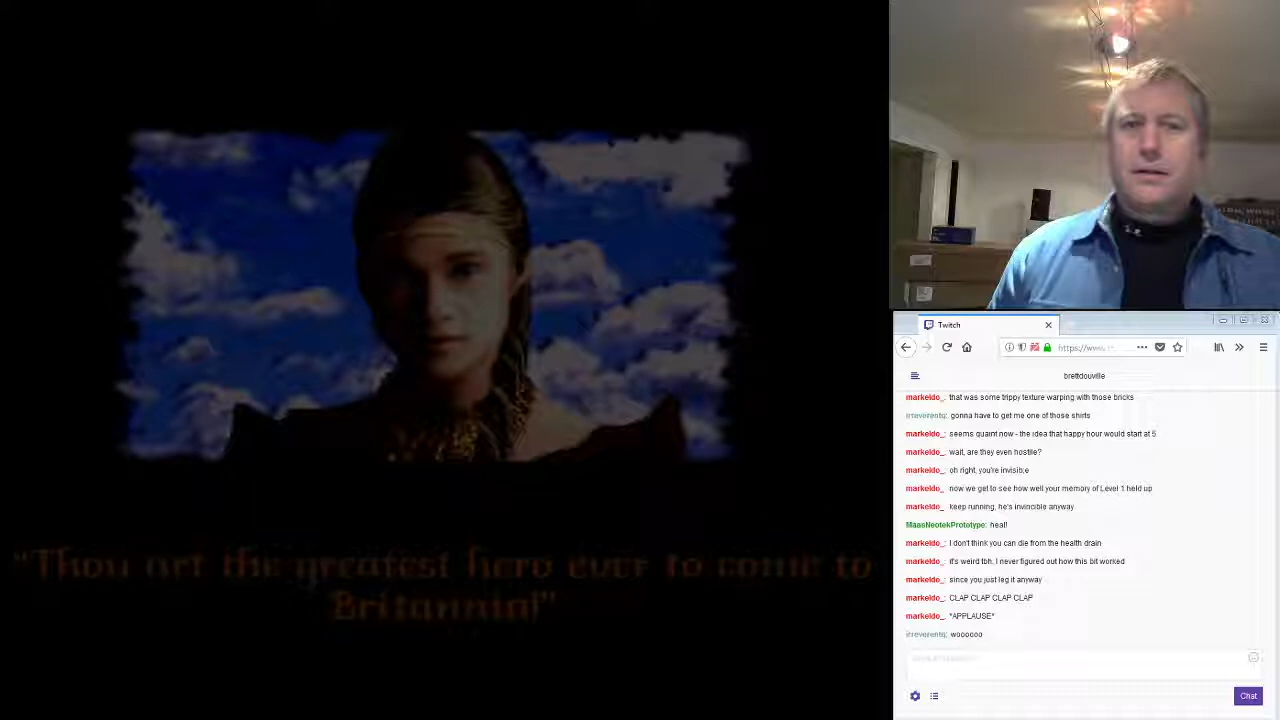 "Thou art the greatest hero ever to come to
Britannia!"
Twitch
https://www.t
brettdouville
markeldo_: that was some trippy texture warping with those bricks
irreverentq: gonna have to get me one of those shirts
markeldo_: seems quaint now - the idea that happy hour would start at 5
markeldo_: wait, are they even hostile?
markeldo_: oh right, you're invisib;e
markeldo_: now we get to see how well your memory of Level 1 held up
markeldo_: keep running, he's invincible anyway
MaasNeotekPrototype: heal!
markeldo_: I don't think you can die from the health drain
markeldo_: it's weird tbh, I never figured out how this bit worked
markeldo_: since you just leg it anyway
markeldo_: CLAP CLAP CLAP CLAP
markeldo_: *APPLAUSE*
irreverentq: woooooo
Chat